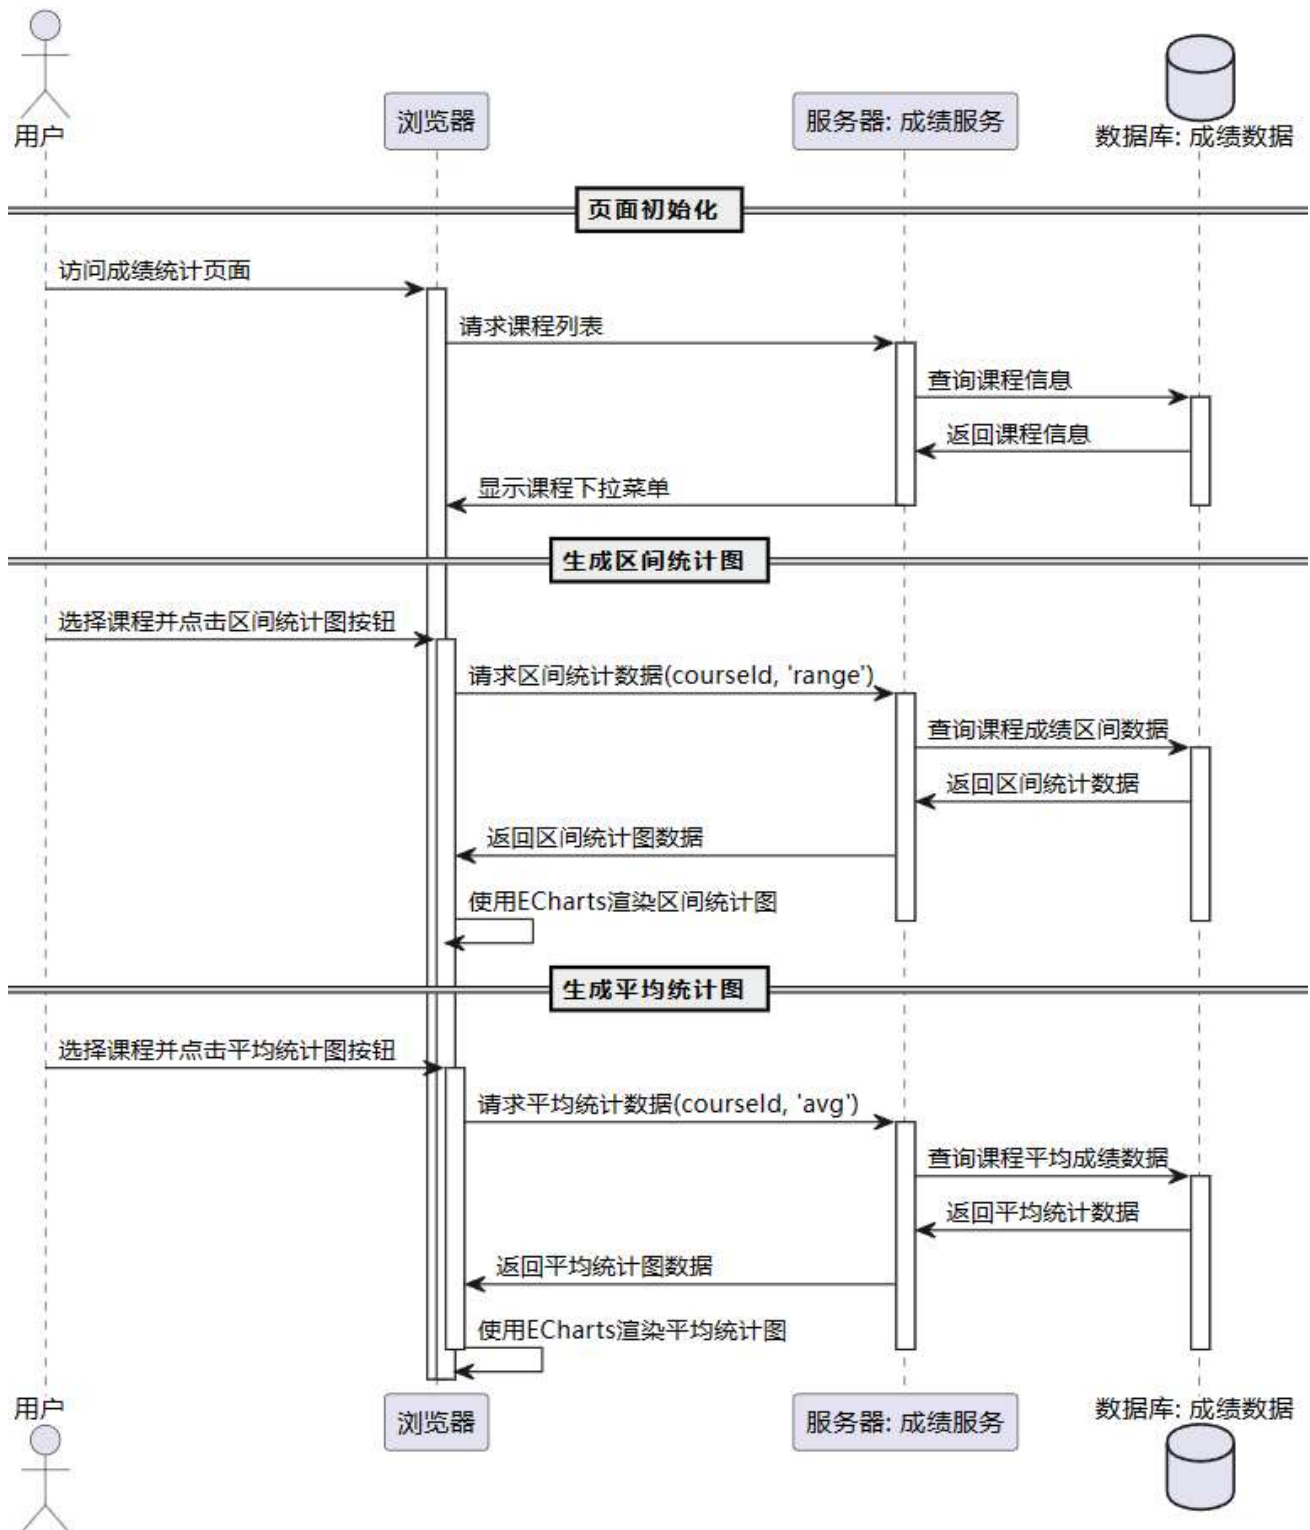 用户
浏览器
服务器: 成绩服务
数据库: 成绩数据
页面初始化
访问成绩统计页面
请求课程列表
查询课程信息
返回课程信息
显示课程下拉菜单
生成区间统计图
选择课程并点击区间统计图按钮
请求区间统计数据(courseId, 'range')
查询课程成绩区间数据
返回区间统计数据
返回区间统计图数据
使用ECharts渲染区间统计图
生成平均统计图
选择课程并点击平均统计图按钮
请求平均统计数据(courseId, 'avg')
查询课程平均成绩数据
返回平均统计数据
返回平均统计图数据
使用ECharts渲染平均统计图
用户
浏览器
服务器: 成绩服务
数据库: 成绩数据